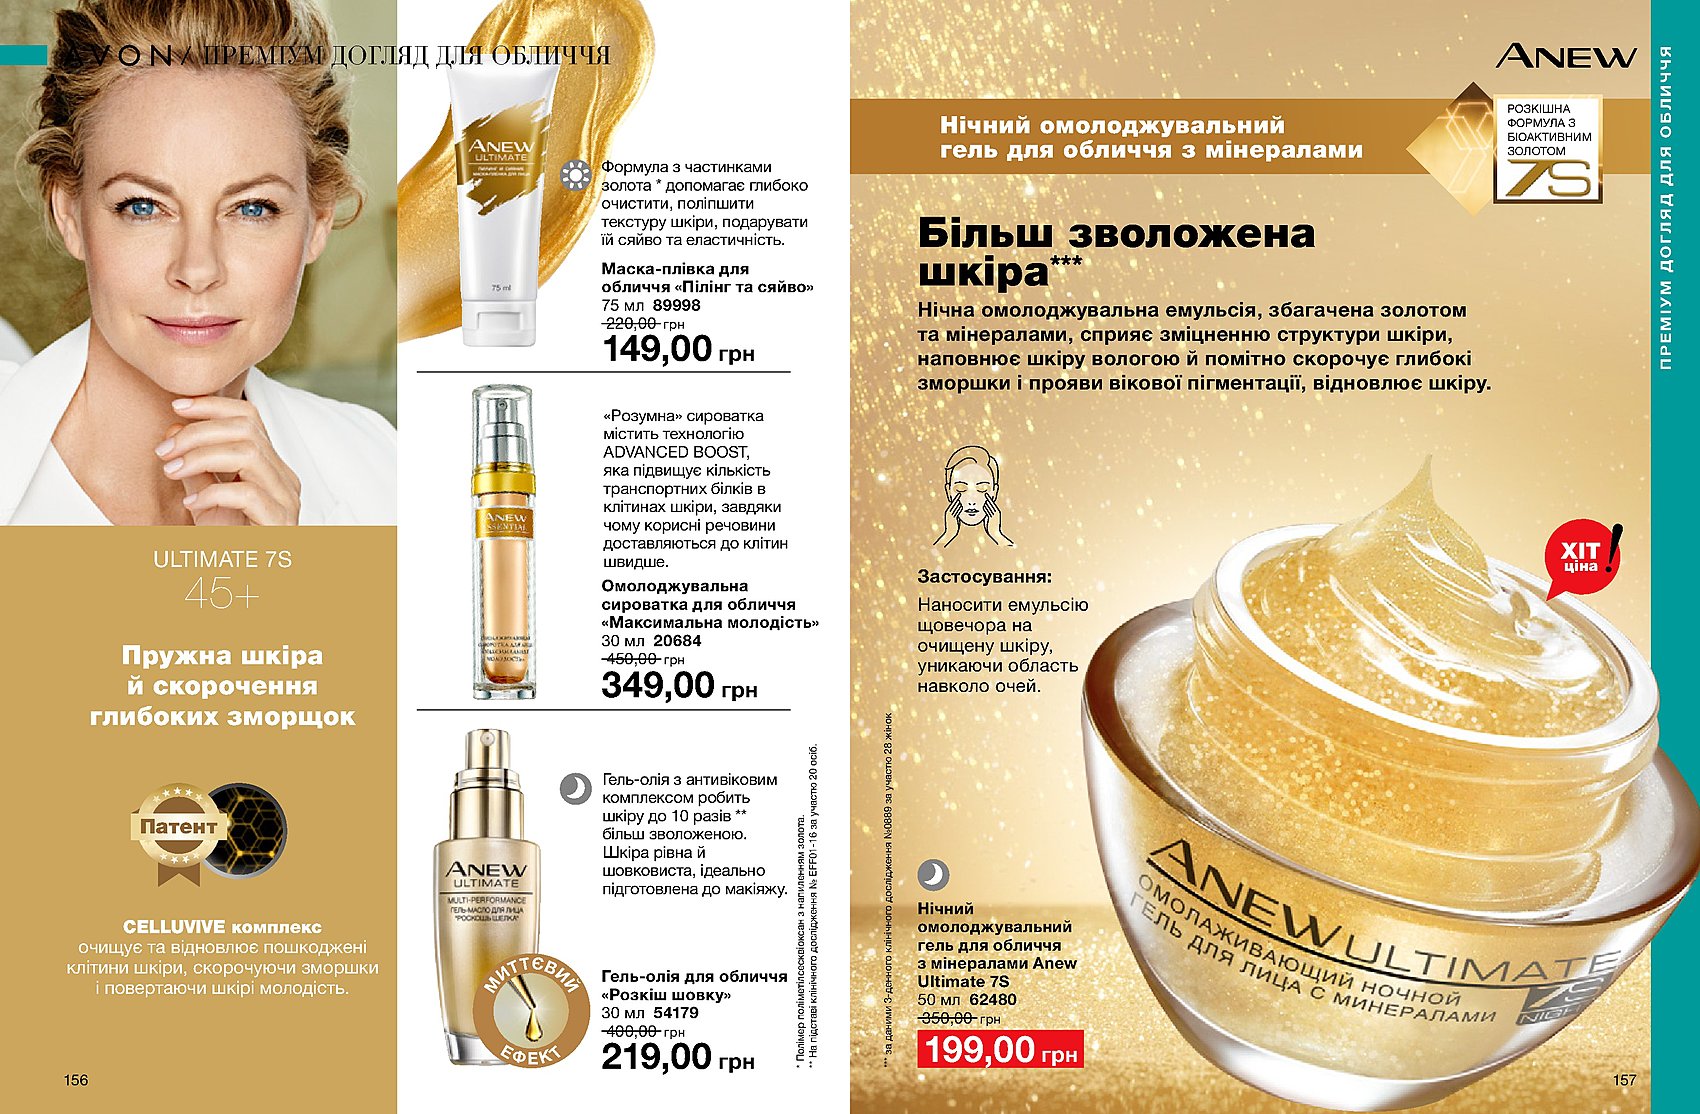 AVON / ПРЕМІУМ ДОГЛЯД ДЛЯ ОБЛИЧЧЯ
ULTIMATE 7S
45+
Пружна шкіра
й скорочення
глибоких зморщок
Патент
CELLUVIVE комплекс
очищує та відновлює пошкоджені
клітини шкіри, скорочуючи зморшки
і повертаючи шкірі молодість.
156
ANEW
ULTIMATE
75 ml
Формула з частинками
золота * допомагає глибоко
очистити, поліпшити
текстуру шкіри, подарувати
їй сяйво та еластичність.
Маска-плівка для
обличчя «Пілінг та сяйво»
75 мл 89998
220,00 грн
149,00 грн
ANEW
«Розумна» сироватка
містить технологію
ADVANCED BOOST,
яка підвищує кількість
транспортних білків в
клітинах шкіри, завдяки
чому корисні речовини
доставляються до клітин
швидше.
Омолоджувальна
сироватка для обличчя
«Максимальна молодість»
30 мл 20684
450,00 грн
349,00 грн
ANEW
ULTIMATE
MULTI-PERFORMANCE
ГЕЛЬ-МАСЛО ДЛЯ ЛИЦА
"РОСКОШЬ ШЕЛКА"
МИТТЄВИЙ
ЕФЕКТ
Гель-олія з антивіковим
комплексом робить
шкіру до 10 разів **
більш зволоженою.
Шкіра рівна й
шовковиста, ідеально
підготовлена до макіяжу.
Гель-олія для обличчя
«Розкіш шовку»
30 мл 54179
400,00 грн
219,00 грн
* Полімер поліметілсесквіоксан з напиленням золота.
** На підставі клінічного дослідження № EFF01-16 за участю 20 осіб.
ANEW
Нічний омолоджувальний
гель для обличчя з мінералами
РОЗКІШНА
ФОРМУЛА З
БІОАКТИВНИМ
ЗОЛОТОМ
7S
ПРЕМІУМ ДОГЛЯД ДЛЯ ОБЛИЧЧЯ
Більш зволожена
шкіра***
Нічна омолоджувальна емульсія, збагачена золотом
та мінералами, сприяє зміцненню структури шкіри,
наповнює шкіру вологою й помітно скорочує глибокі
зморшки і прояви вікової пігментації, відновлює шкіру.
Застосування:
Наносити емульсію
щовечора на
очищену шкіру,
уникаючи область
навколо очей.
ХІТ
ціна
!
*** за даними 3-денного клінічного дослідження №0889 за участю 28 жінок
Нічний
омолоджувальний
гель для обличчя
з мінералами Anew
Ultimate 7S
50 мл 62480
350,00 грн
199,00 грн
ANEW ULTIMATE
ОМОЛАЖИВАЮЩИЙ НОЧНОЙ
ГЕЛЬ ДЛЯ ЛИЦА С МИНЕРАЛАМИ
7S
NIGHT
157